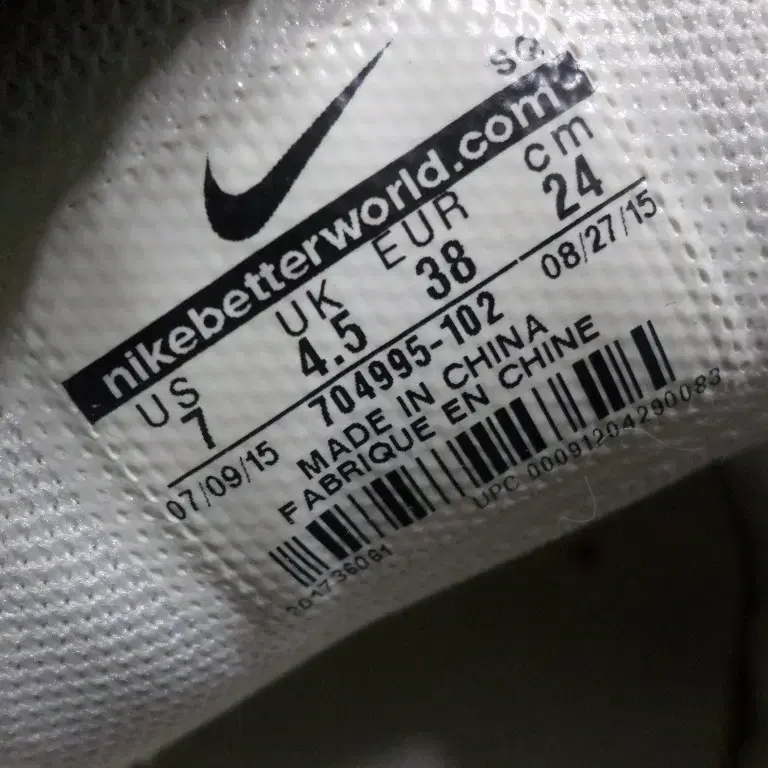 SQ
nikebetterworld.com
US UK EUR cm
7 4.5 38 24
07/09/15 704995-102 08/27/15
MADE IN CHINA
FABRIQUE EN CHINE
UPC 00091204290083